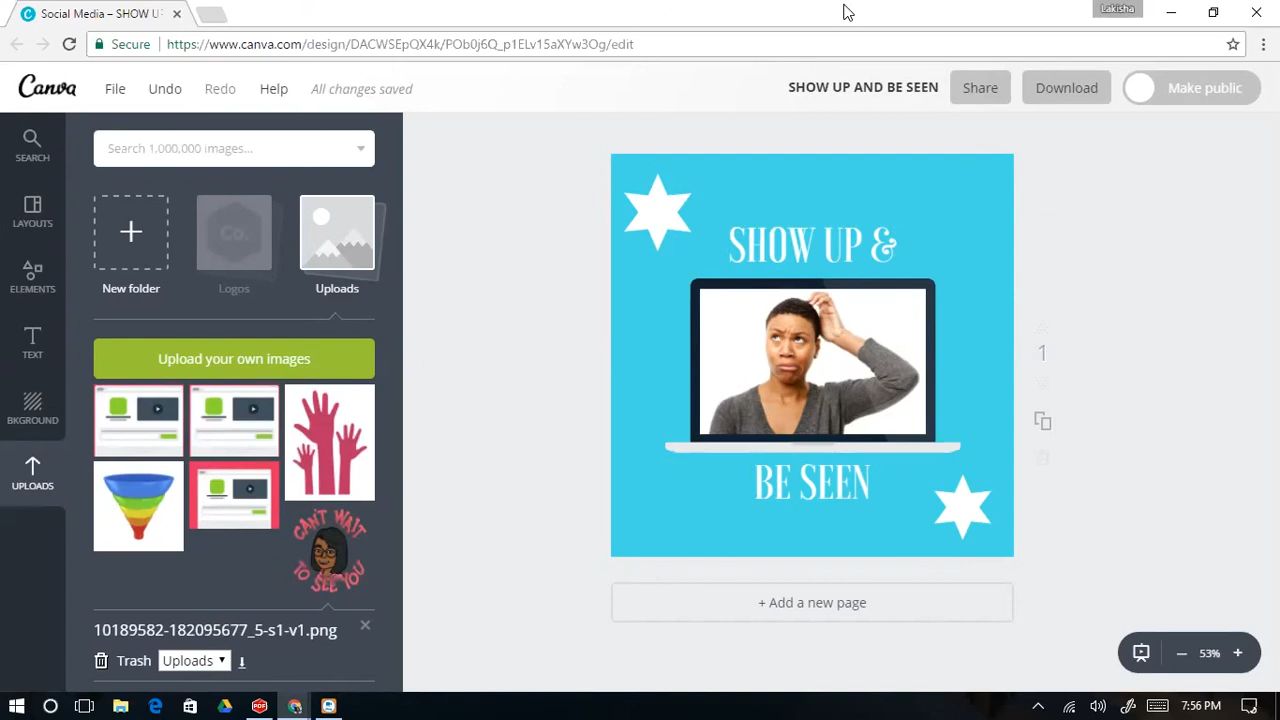 Social Media – SHOW U
Lakisha
Secure
https://www.canva.com/design/DACWSEpQX4k/POb0j6Q_p1ELv15aXYw3Og/edit
Canva
File
Undo
Redo
Help
All changes saved
SHOW UP AND BE SEEN
Share
Download
Make public
SEARCH
LAYOUTS
ELEMENTS
TEXT
BKGROUND
UPLOADS
Search 1,000,000 images...
Co.
New folder
Logos
Uploads
Upload your own images
CAN'T WAIT
TO SEE YOU
10189582-182095677_5-s1-v1.png
Trash
Uploads
SHOW UP &
BE SEEN
1
+ Add a new page
53%
PDF
7:56 PM